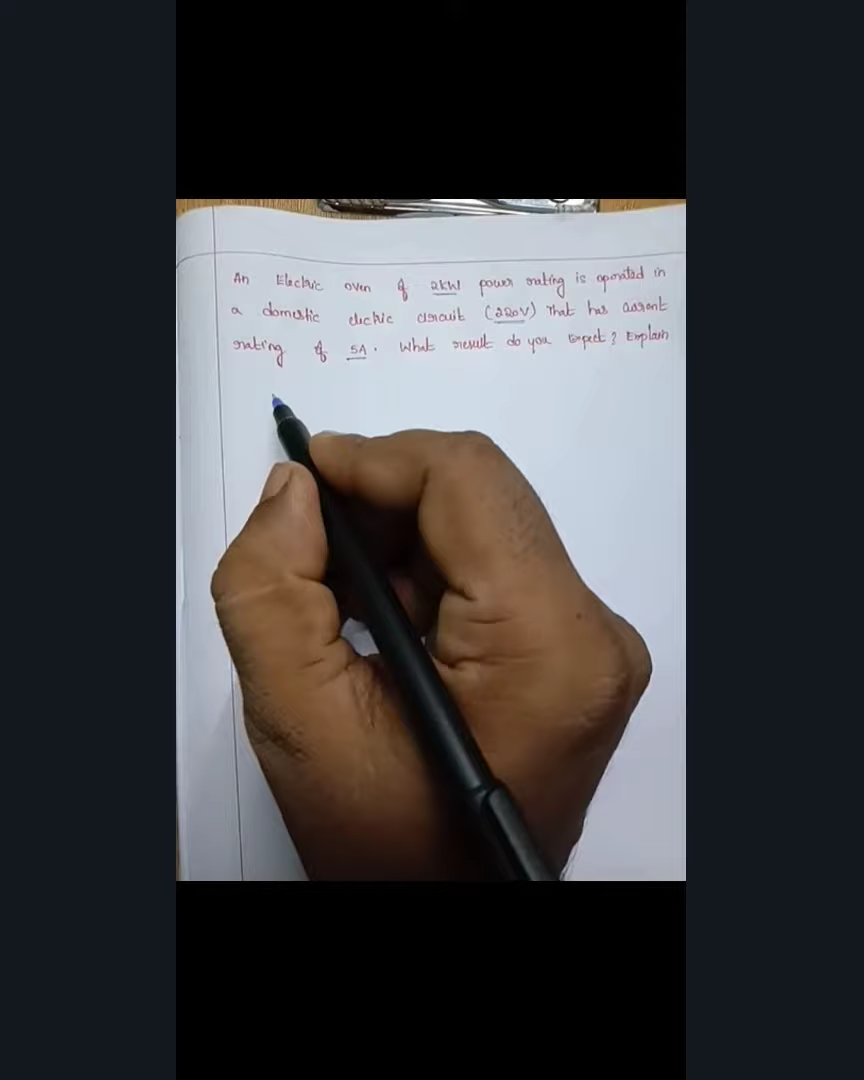 An Electric oven of 2kW power rating is operated in
a domestic electric circuit (220V) That has current
rating of 5A. What result do you Expect? Explain